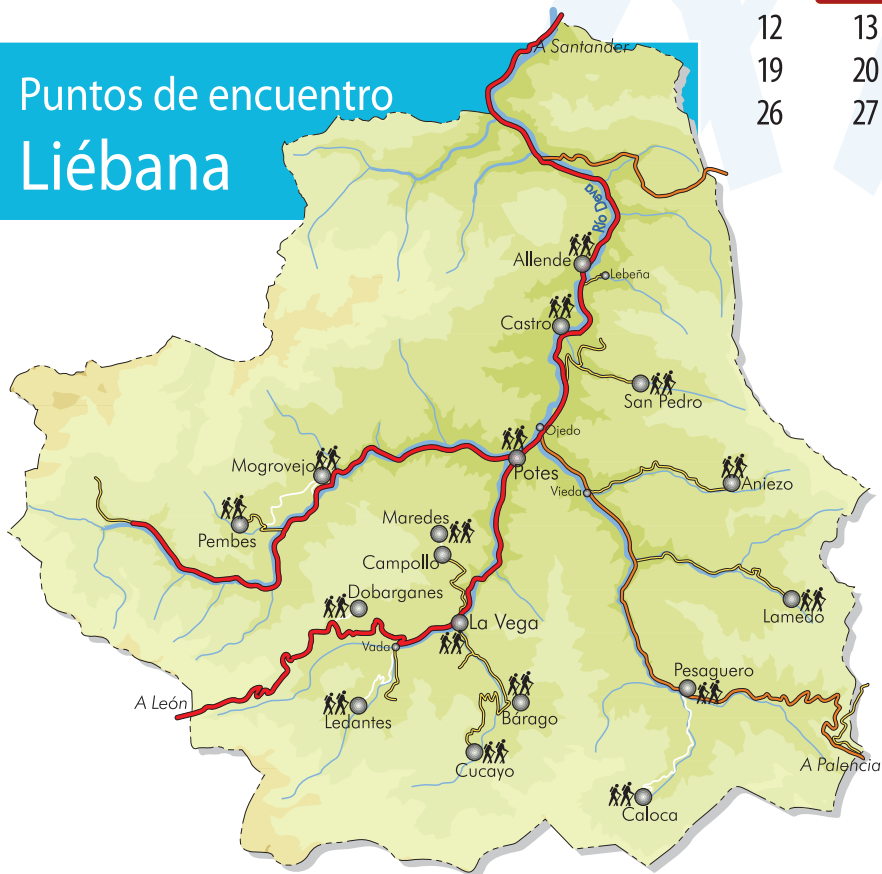 Puntos de encuentro
Liébana
12 13
19 20
26 27
A Santander
Río Deva
Allende
Lebeña
Castro
San Pedro
Ojedo
Potes
Mogrovejo
Vieda
Aniezo
Pembes
Maredes
Campollo
Dobarganes
Lamedo
La Vega
Vada
Pesaguero
A León
Ledantes
Bárago
Cucayo
A Palencia
Caloca